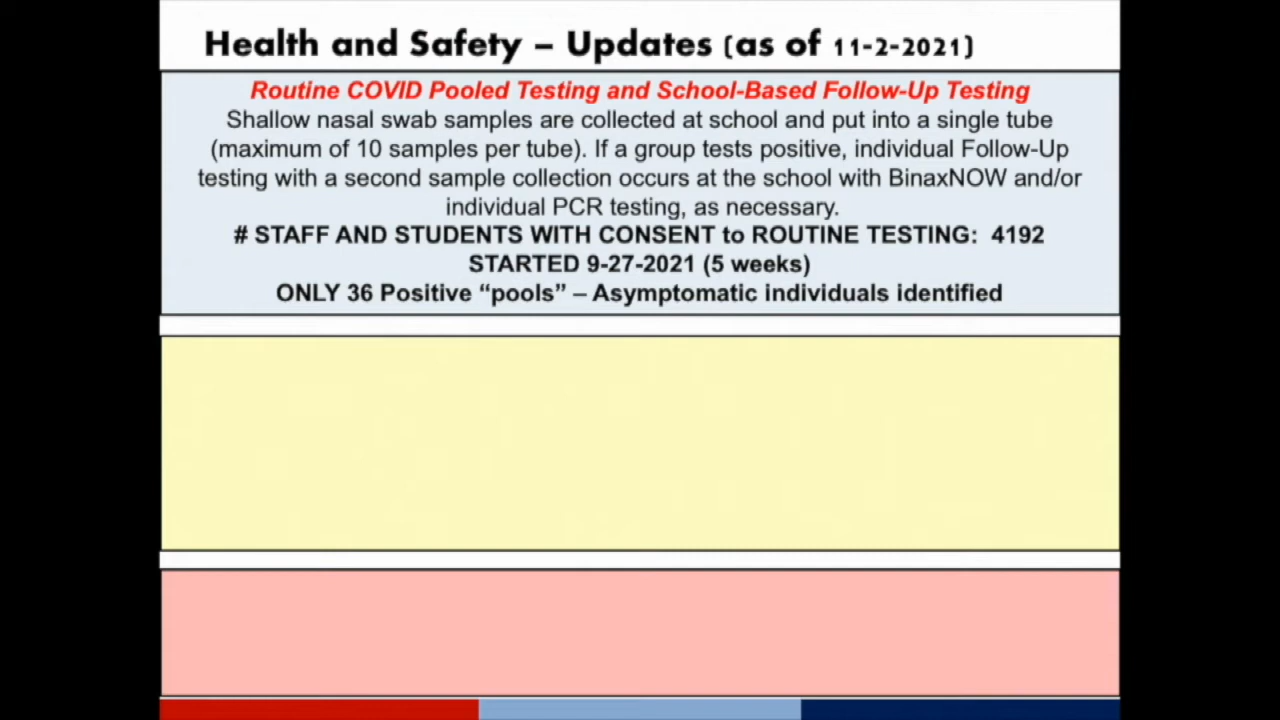 Health and Safety – Updates (as of 11-2-2021)
Routine COVID Pooled Testing and School-Based Follow-Up Testing
Shallow nasal swab samples are collected at school and put into a single tube
(maximum of 10 samples per tube). If a group tests positive, individual Follow-Up
testing with a second sample collection occurs at the school with BinaxNOW and/or
individual PCR testing, as necessary.
# STAFF AND STUDENTS WITH CONSENT to ROUTINE TESTING: 4192
STARTED 9-27-2021 (5 weeks)
ONLY 36 Positive “pools” – Asymptomatic individuals identified